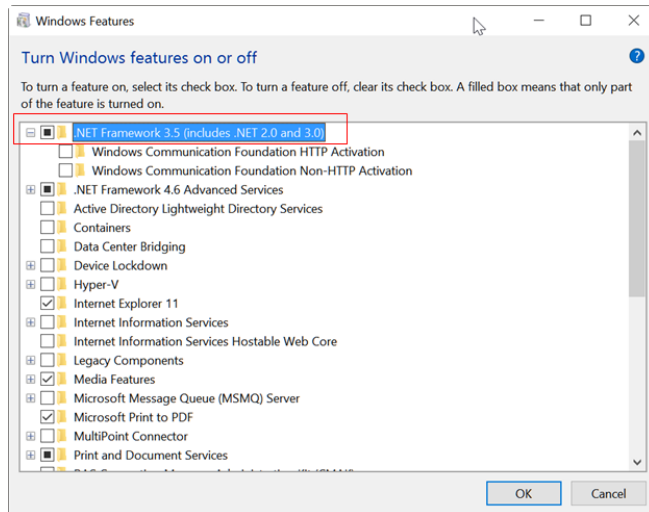 Windows Features
Turn Windows features on or off
To turn a feature on, select its check box. To turn a feature off, clear its check box. A filled box means that only part
of the feature is turned on.
.NET Framework 3.5 (includes .NET 2.0 and 3.0)
Windows Communication Foundation HTTP Activation
Windows Communication Foundation Non-HTTP Activation
.NET Framework 4.6 Advanced Services
Active Directory Lightweight Directory Services
Containers
Data Center Bridging
Device Lockdown
Hyper-V
Internet Explorer 11
Internet Information Services
Internet Information Services Hostable Web Core
Legacy Components
Media Features
Microsoft Message Queue (MSMQ) Server
Microsoft Print to PDF
MultiPoint Connector
Print and Document Services
OK Cancel